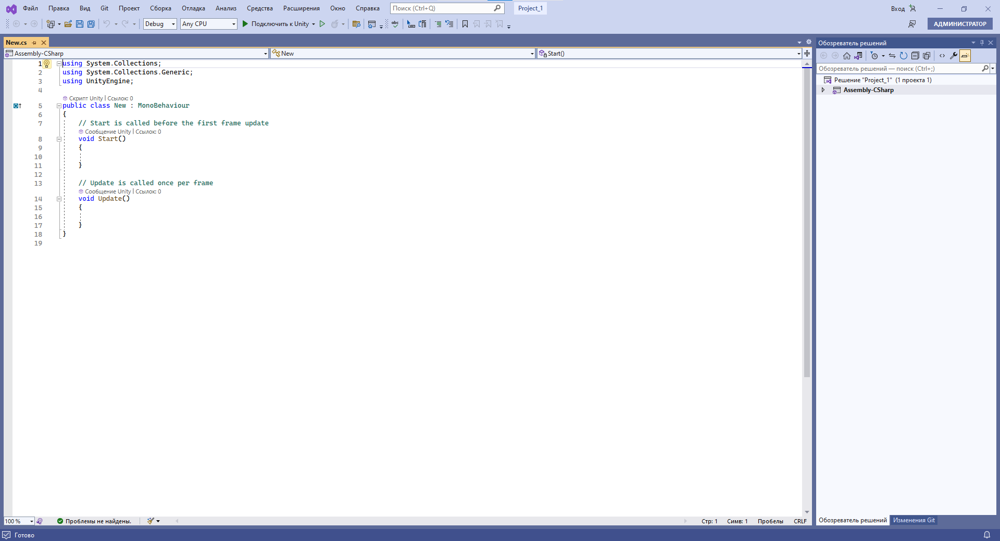 Файл Правка Вид Git Проект Сборка Отладка Анализ Средства Расширения Окно Справка Поиск (Ctrl+Q) Project_1 Вход
Debug Any CPU Подключить к Unity abc АДМИНИСТРАТОР
New.cs
Assembly-CSharp New Start()
1 using System.Collections;
2 using System.Collections.Generic;
3 using UnityEngine;
4
Скрипт Unity | Ссылок: 0
5 public class New : MonoBehaviour
6 {
7 // Start is called before the first frame update
Сообщение Unity | Ссылок: 0
8 void Start()
9 {
10
11 }
12
13 // Update is called once per frame
Сообщение Unity | Ссылок: 0
14 void Update()
15 {
16
17 }
18 }
19
100 % Проблемы не найдены. Стр: 1 Симв: 1 Пробелы CRLF
Обозреватель решений
Обозреватель решений — поиск (Ctrl+;)
Решение "Project_1" (1 проекта 1)
Assembly-CSharp
Обозреватель решений Изменения Git
Готово